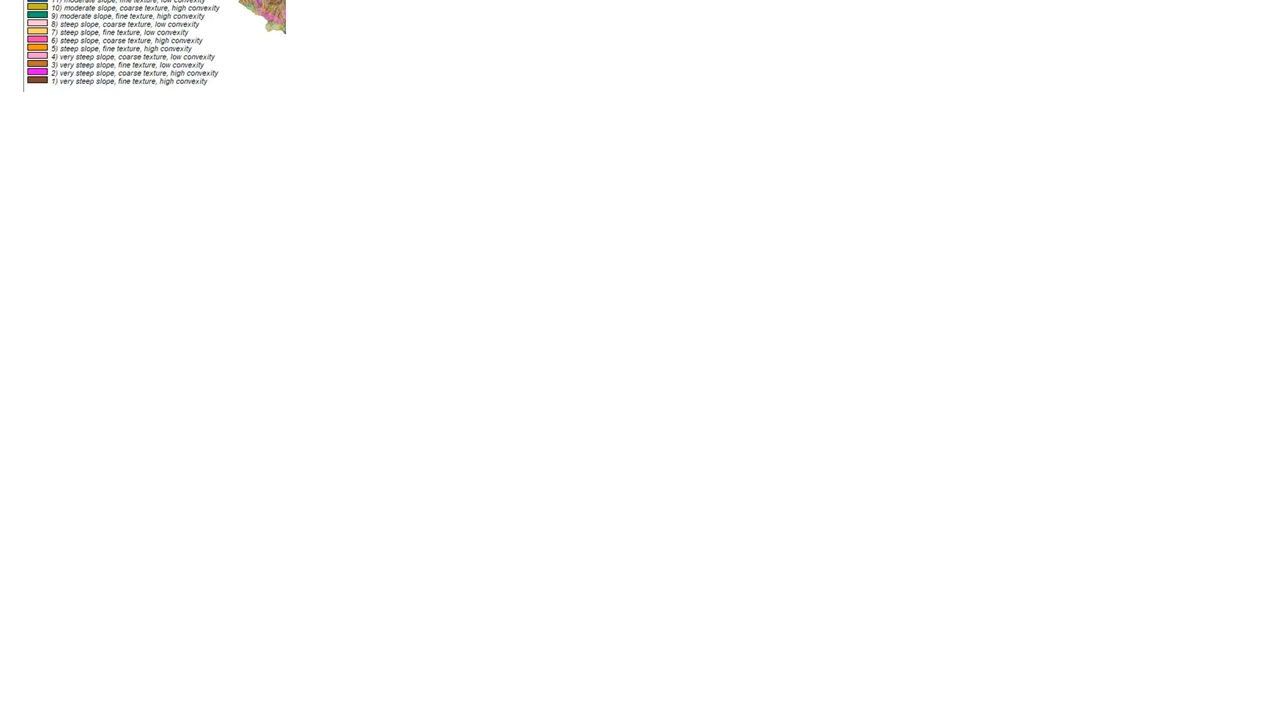 10) moderate slope, coarse texture, high convexity
9) moderate slope, fine texture, high convexity
8) steep slope, coarse texture, low convexity
7) steep slope, fine texture, low convexity
6) steep slope, coarse texture, high convexity
5) steep slope, fine texture, high convexity
4) very steep slope, coarse texture, low convexity
3) very steep slope, fine texture, low convexity
2) very steep slope, coarse texture, high convexity
1) very steep slope, fine texture, high convexity